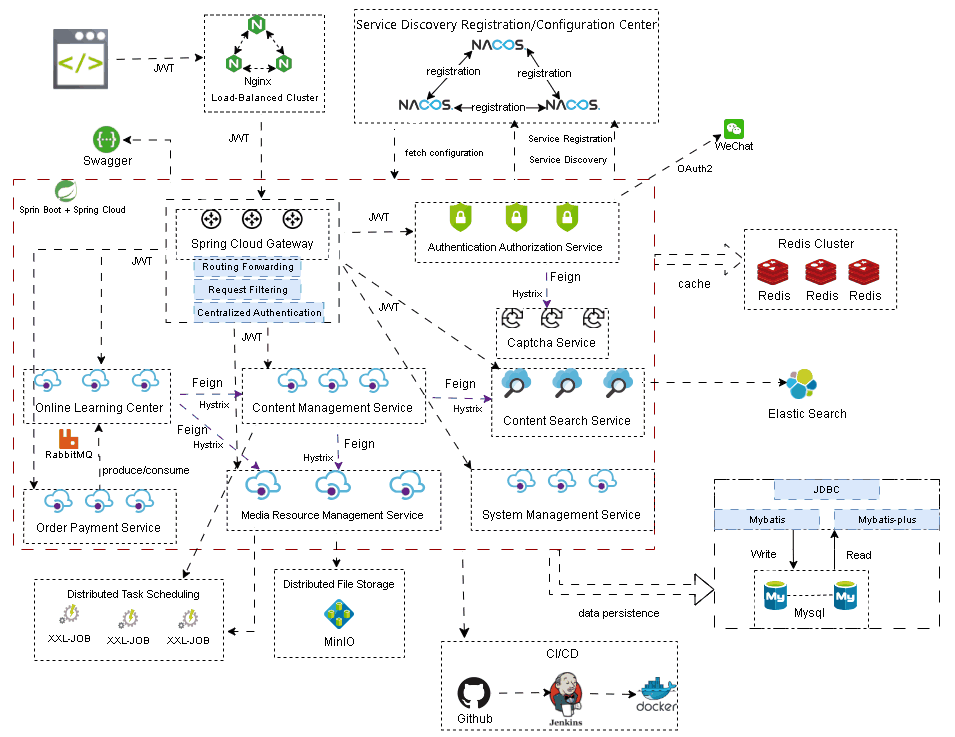 </>
JWT
Nginx
Load-Balanced Cluster
Service Discovery Registration/Configuration Center
NACOS.
registration
registration
NACOS.
registration
NACOS.
JWT
fetch configuration
Service Registration
Service Discovery
WeChat
OAuth2
{···}
Swagger
Sprin Boot + Spring Cloud
Spring Cloud Gateway
Routing Forwarding
Request Filtering
Centralized Authentication
JWT
Authentication Authorization Service
Feign
Hystrix
Captcha Service
JWT
JWT
JWT
Redis Cluster
Redis
Redis
Redis
cache
Online Learning Center
Feign
Hystrix
Content Management Service
Feign
Hystrix
Content Search Service
Elastic Search
RabbitMQ
produce/consume
Feign
Hystrix
Feign
Hystrix
Order Payment Service
Media Resource Management Service
System Management Service
JDBC
Mybatis
Mybatis-plus
Write
Read
My
My
Mysql
data persistence
Distributed Task Scheduling
XXL-JOB
XXL-JOB
XXL-JOB
Distributed File Storage
MinIO
CI/CD
Github
Jenkins
docker